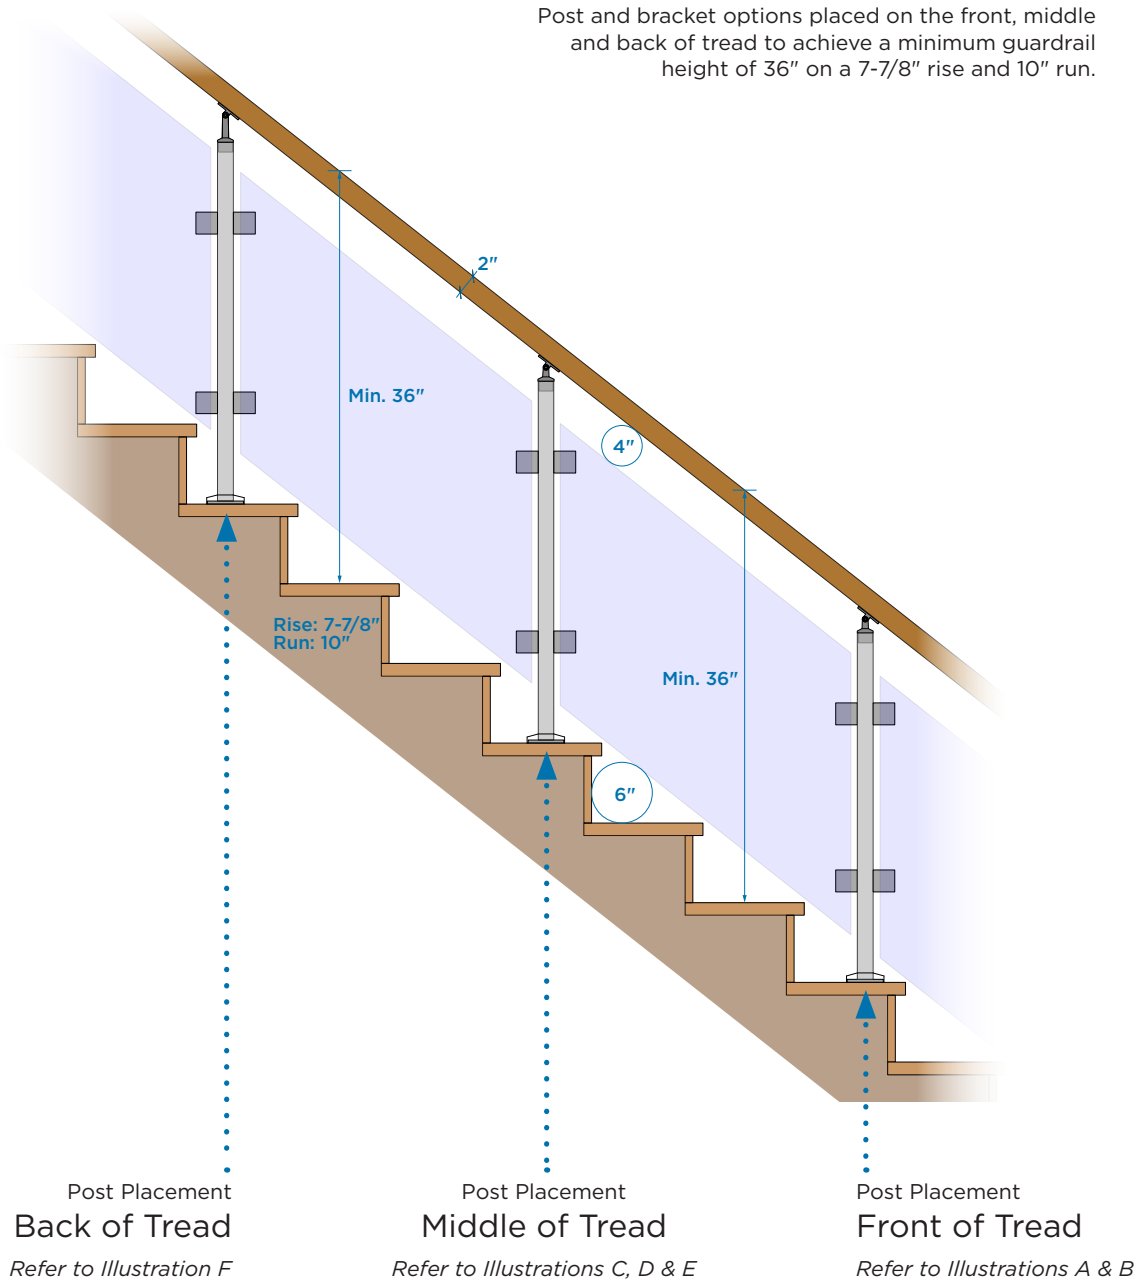 Post and bracket options placed on the front, middle
and back of tread to achieve a minimum guardrail
height of 36" on a 7-7/8" rise and 10" run.
2"
Min. 36"
4"
Rise: 7-7/8"
Run: 10"
Min. 36"
6"
Post Placement
Back of Tread
Refer to Illustration F
Post Placement
Middle of Tread
Refer to Illustrations C, D & E
Post Placement
Front of Tread
Refer to Illustrations A & B